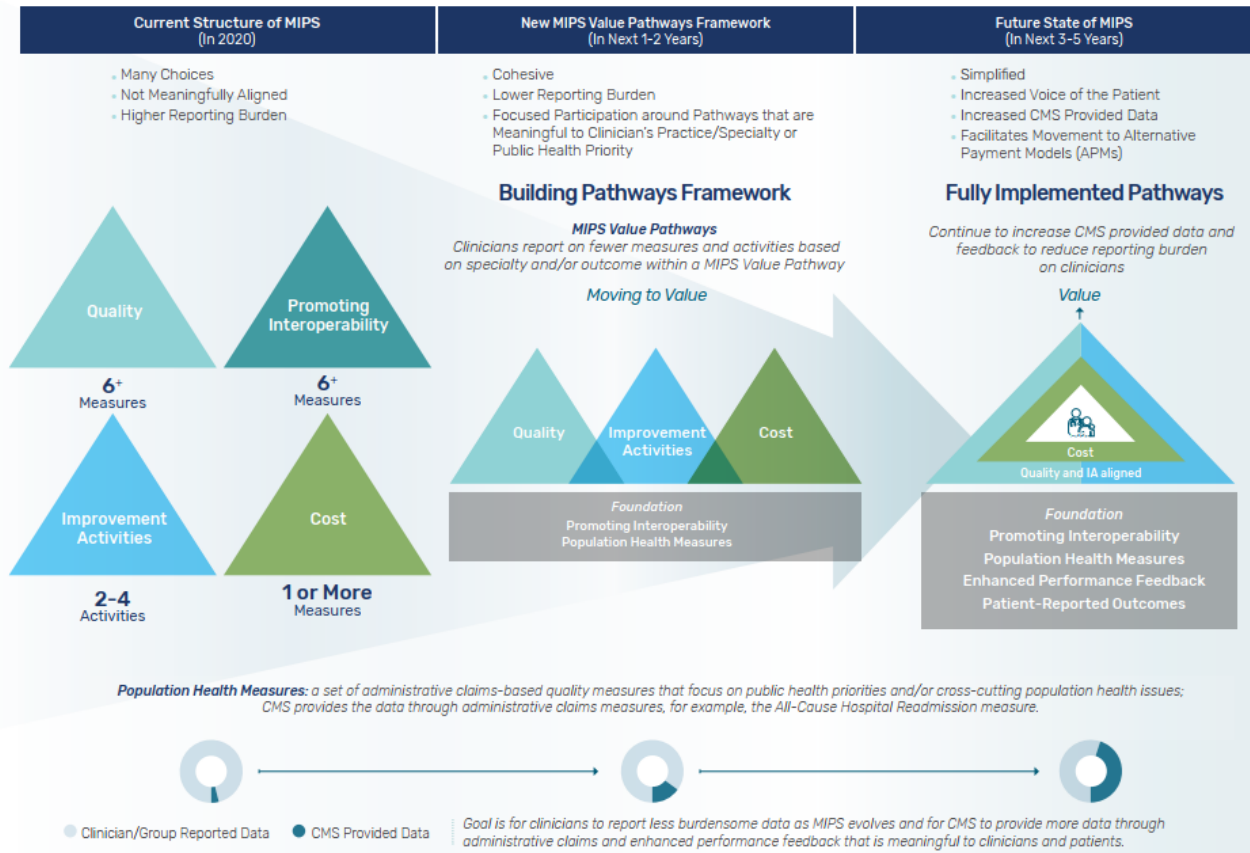 Current Structure of MIPS
(In 2020)
New MIPS Value Pathways Framework
(In Next 1-2 Years)
Future State of MIPS
(In Next 3-5 Years)
Many Choices
Not Meaningfully Aligned
Higher Reporting Burden
Cohesive
Lower Reporting Burden
Focused Participation around Pathways that are
Meaningful to Clinician's Practice/Specialty or
Public Health Priority
Simplified
Increased Voice of the Patient
Increased CMS Provided Data
Facilitates Movement to Alternative
Payment Models (APMs)
Quality
6+
Measures
Promoting
Interoperability
6+
Measures
Improvement
Activities
2-4
Activities
Cost
1 or More
Measures
Building Pathways Framework
MIPS Value Pathways
Clinicians report on fewer measures and activities based
on specialty and/or outcome within a MIPS Value Pathway
Moving to Value
Quality
Improvement
Activities
Cost
Foundation
Promoting Interoperability
Population Health Measures
Fully Implemented Pathways
Continue to increase CMS provided data and
feedback to reduce reporting burden
on clinicians
Value
Cost
Quality and IA aligned
Foundation
Promoting Interoperability
Population Health Measures
Enhanced Performance Feedback
Patient-Reported Outcomes
Population Health Measures: a set of administrative claims-based quality measures that focus on public health priorities and/or cross-cutting population health issues;
CMS provides the data through administrative claims measures, for example, the All-Cause Hospital Readmission measure.
Clinician/Group Reported Data
CMS Provided Data
Goal is for clinicians to report less burdensome data as MIPS evolves and for CMS to provide more data through
administrative claims and enhanced performance feedback that is meaningful to clinicians and patients.